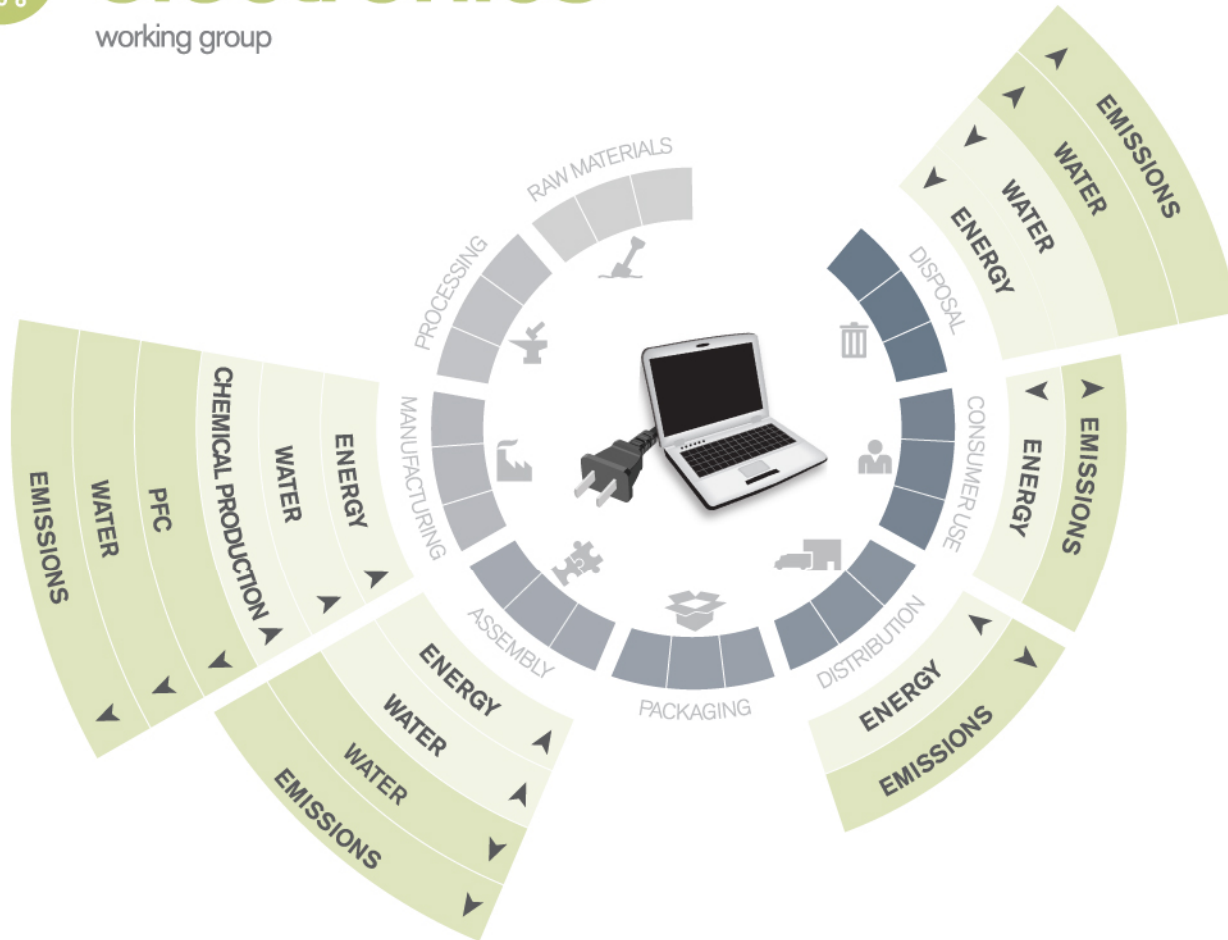 electronics
working group
RAW MATERIALS
PROCESSING
MANUFACTURING
ENERGY
WATER
CHEMICAL PRODUCTION
PFC
WATER
EMISSIONS
ASSEMBLY
ENERGY
WATER
WATER
EMISSIONS
PACKAGING
DISTRIBUTION
ENERGY
EMISSIONS
CONSUMER USE
ENERGY
EMISSIONS
DISPOSAL
ENERGY
WATER
WATER
EMISSIONS